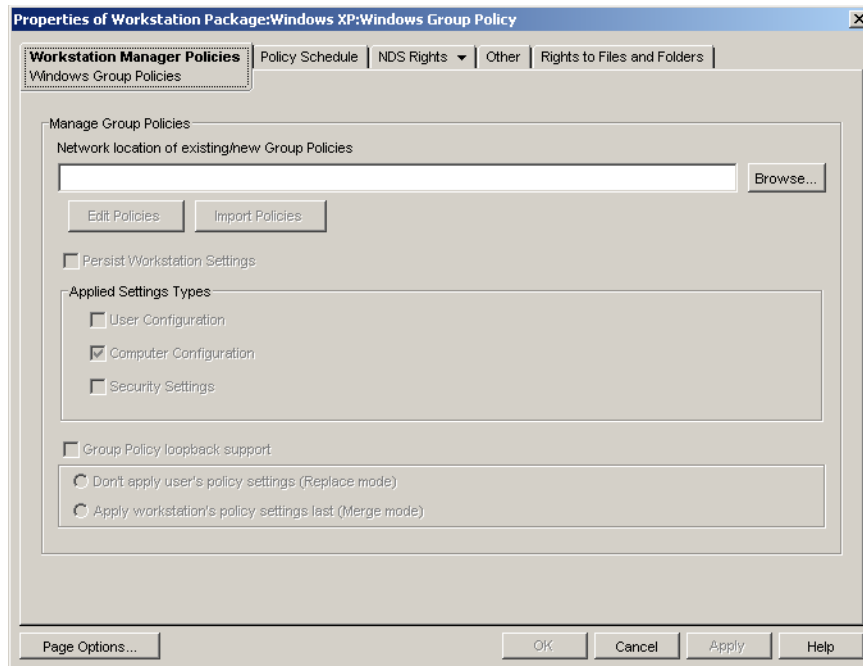 Properties of Workstation Package:Windows XP:Windows Group Policy
Workstation Manager Policies Policy Schedule NDS Rights Other Rights to Files and Folders
Windows Group Policies
Manage Group Policies
Network location of existing/new Group Policies
Browse...
Edit Policies Import Policies
Persist Workstation Settings
Applied Settings Types
User Configuration
Computer Configuration
Security Settings
Group Policy loopback support
Don't apply user's policy settings (Replace mode)
Apply workstation's policy settings last (Merge mode)
Page Options... OK Cancel Apply Help